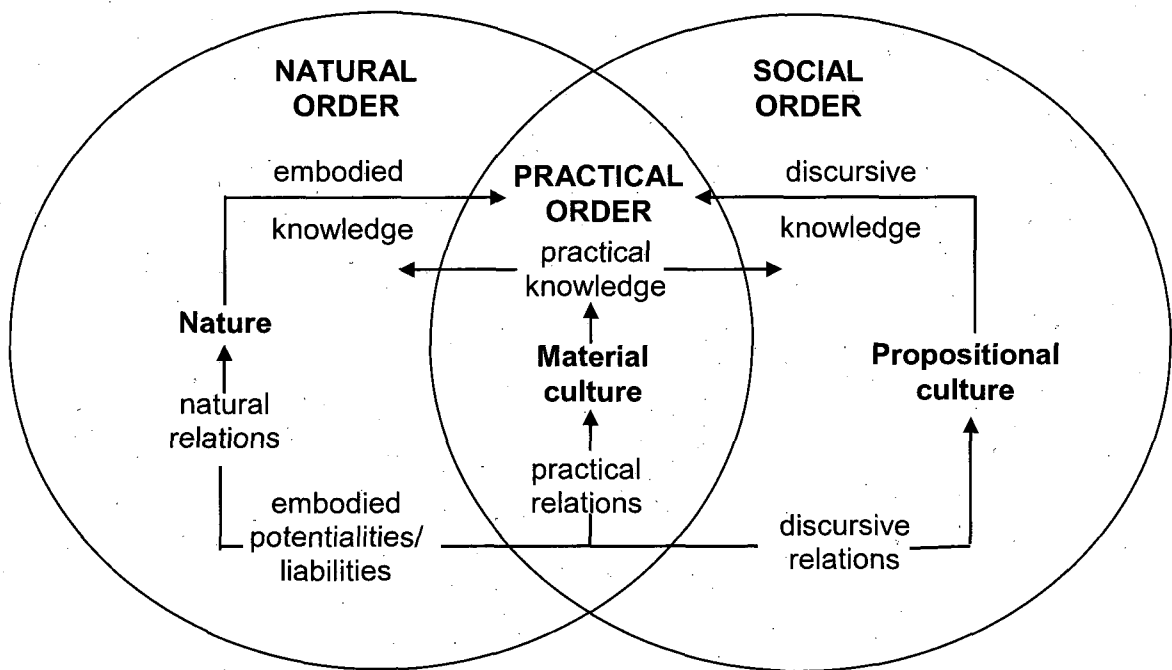 NATURAL
ORDER
SOCIAL
ORDER
embodied
knowledge
PRACTICAL
ORDER
discursive
knowledge
practical
knowledge
Nature
Material
culture
Propositional
culture
natural
relations
practical
relations
embodied
potentialities/
liabilities
discursive
relations